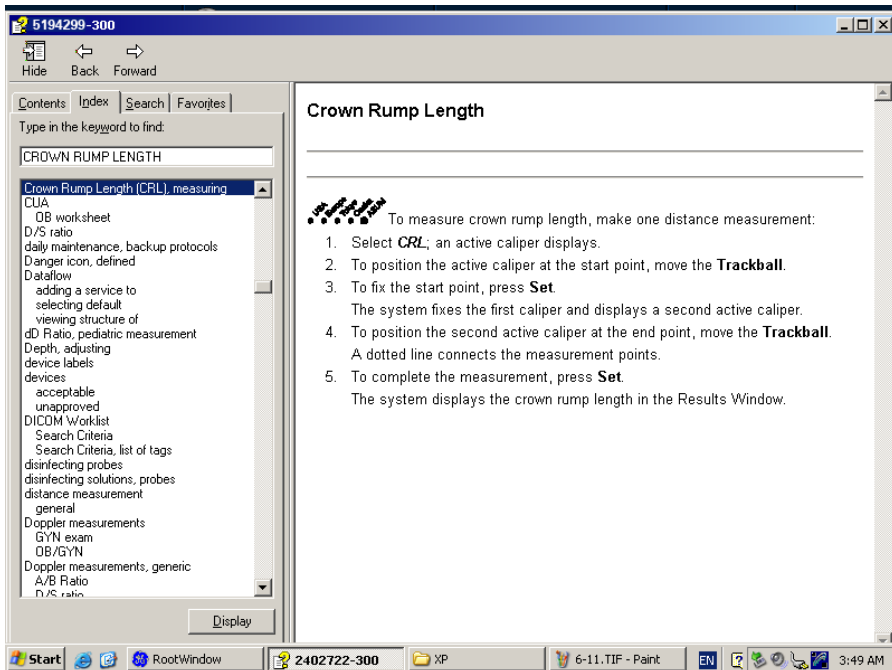 5194299-300
Hide Back Forward
Contents Index Search Favorites
Type in the keyword to find:
CROWN RUMP LENGTH
Crown Rump Length (CRL), measuring
CUA
OB worksheet
D/S ratio
daily maintenance, backup protocols
Danger icon, defined
Dataflow
adding a service to
selecting default
viewing structure of
dD Ratio, pediatric measurement
Depth, adjusting
device labels
devices
acceptable
unapproved
DICOM Worklist
Search Criteria
Search Criteria, list of tags
disinfecting probes
disinfecting solutions, probes
distance measurement
general
Doppler measurements
GYN exam
OB/GYN
Doppler measurements, generic
A/B Ratio
D/S ratio
Display
Crown Rump Length
To measure crown rump length, make one distance measurement:
1. Select CRL; an active caliper displays.
2. To position the active caliper at the start point, move the Trackball.
3. To fix the start point, press Set.
The system fixes the first caliper and displays a second active caliper.
4. To position the second active caliper at the end point, move the Trackball.
A dotted line connects the measurement points.
5. To complete the measurement, press Set.
The system displays the crown rump length in the Results Window.
Start RootWindow 2402722-300 XP 6-11.TIF - Paint EN 3:49 AM